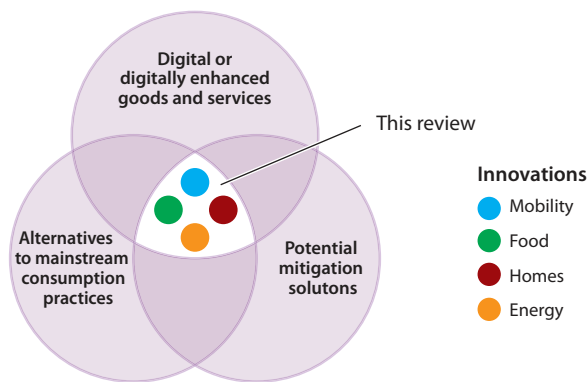 Digital or
digitally enhanced
goods and services
This review
Alternatives
to mainstream
consumption
practices
Potential
mitigation
solutons
Innovations
Mobility
Food
Homes
Energy